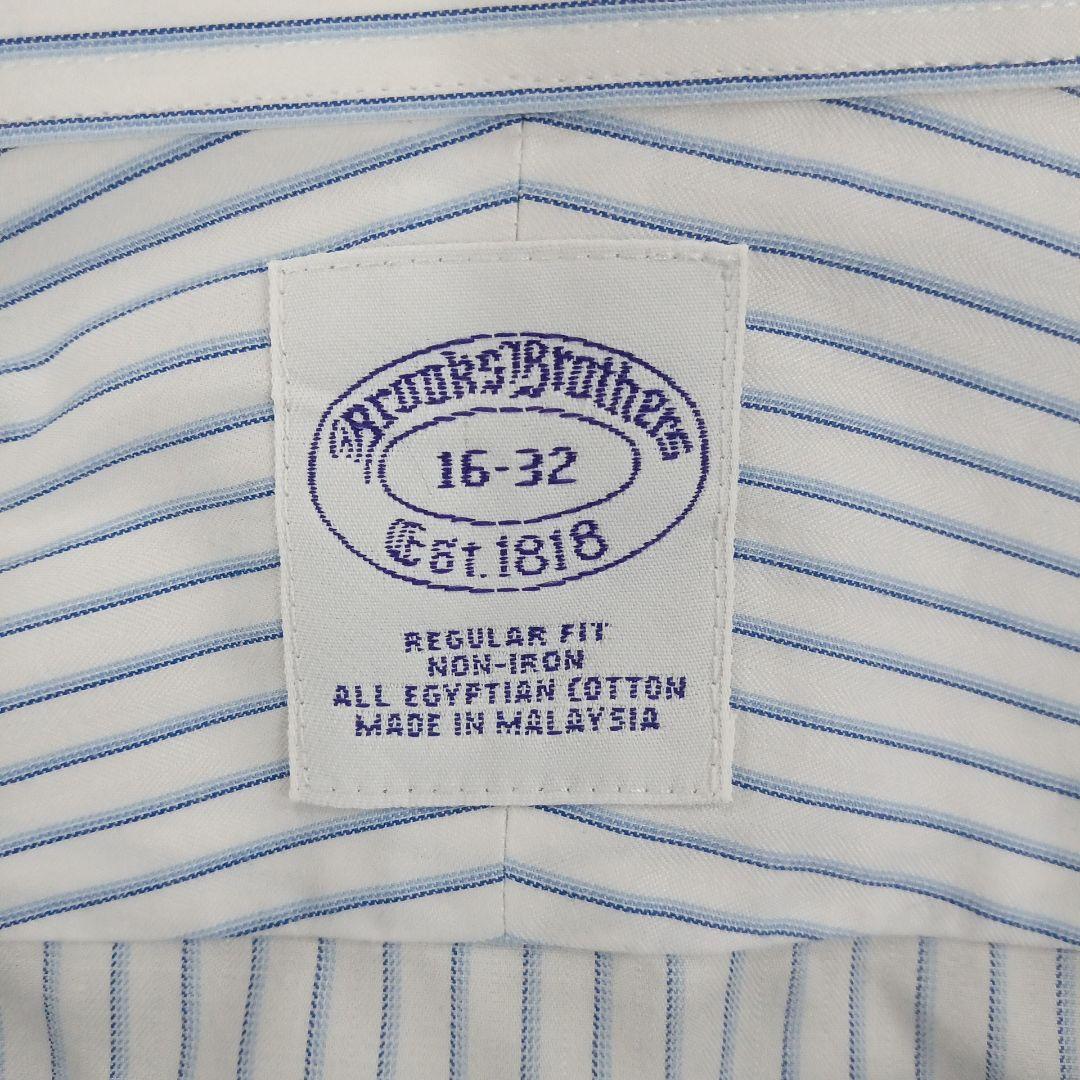 Brooks Brothers
16-32
Est. 1818
REGULAR FIT
NON-IRON
ALL EGYPTIAN COTTON
MADE IN MALAYSIA